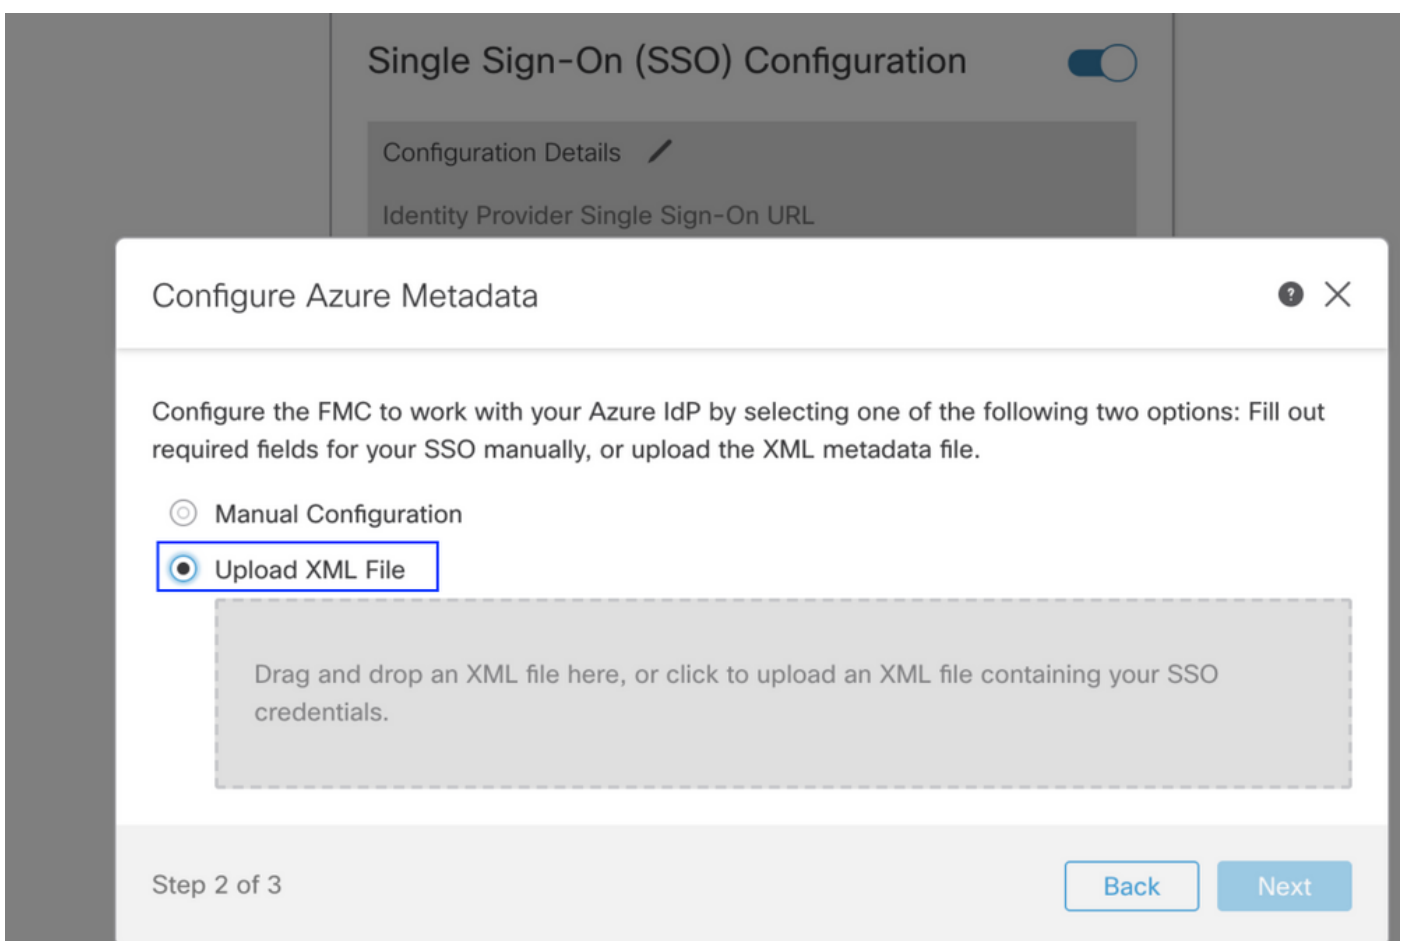 Single Sign-On (SSO) Configuration
Configuration Details
Identity Provider Single Sign-On URL
Configure Azure Metadata
?
Configure the FMC to work with your Azure IdP by selecting one of the following two options: Fill out
required fields for your SSO manually, or upload the XML metadata file.
Manual Configuration
Upload XML File
Drag and drop an XML file here, or click to upload an XML file containing your SSO
credentials.
Step 2 of 3
Back
Next